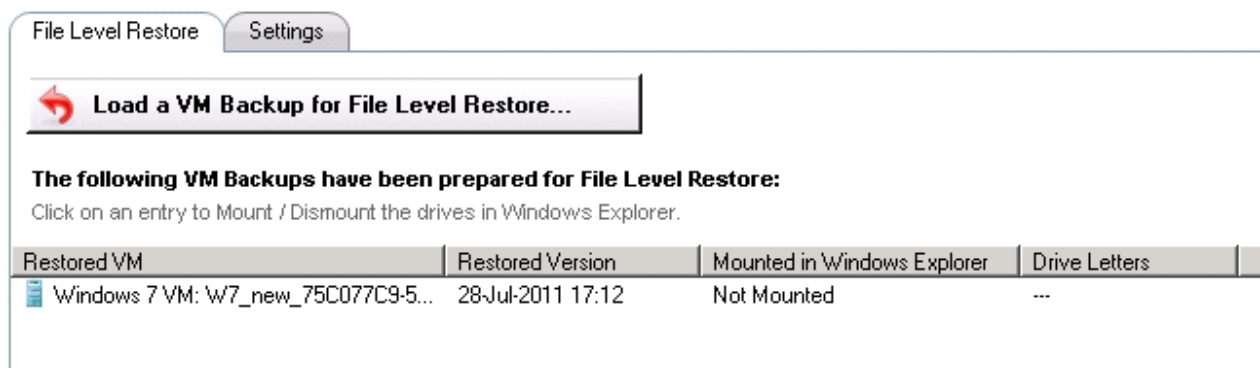 File Level Restore Settings
Load a VM Backup for File Level Restore...
The following VM Backups have been prepared for File Level Restore:
Click on an entry to Mount / Dismount the drives in Windows Explorer.
Restored VM Restored Version Mounted in Windows Explorer Drive Letters
Windows 7 VM: W7_new_75C077C9-5... 28-Jul-2011 17:12 Not Mounted ---